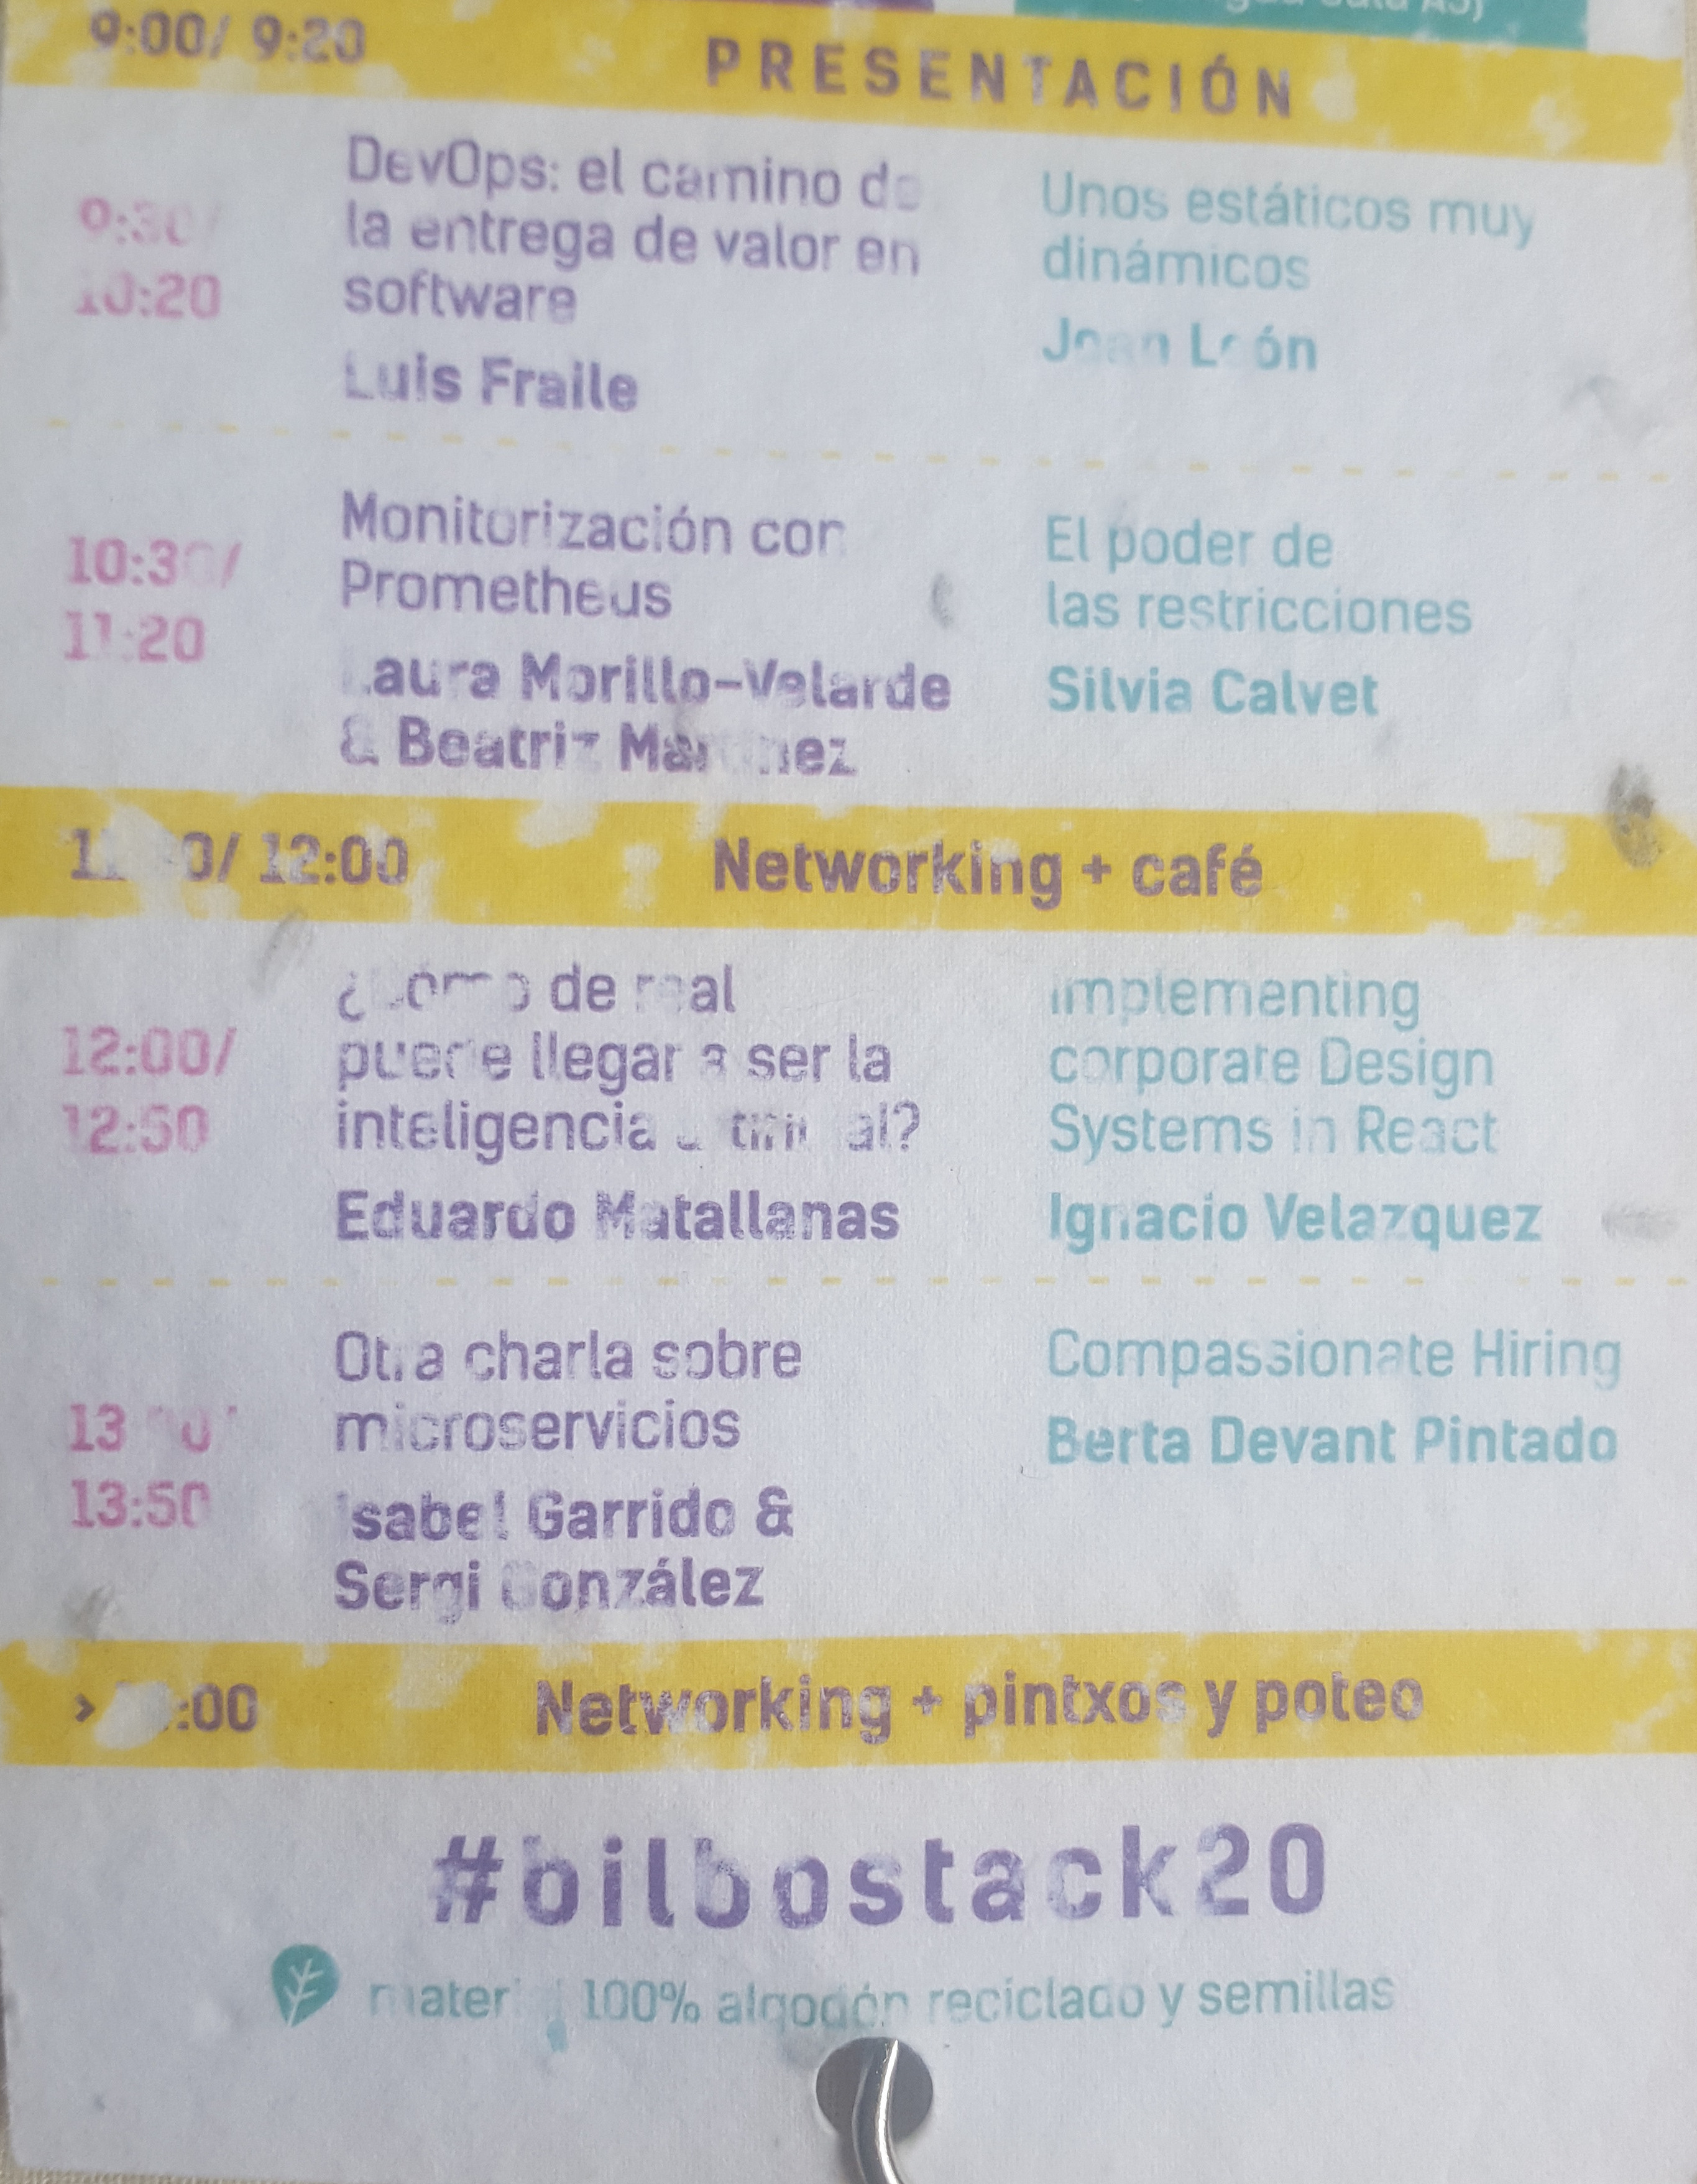 9:00/ 9:20
PRESENTACIÓN
9:30/
10:20
DevOps: el camino de
la entrega de valor en
software
Luis Fraile
Unos estáticos muy
dinámicos
Joan León
10:30/
11:20
Monitorización con
Prometheus
Laura Morillo-Velarde
& Beatriz Martínez
El poder de
las restricciones
Silvia Calvet
12:00
Networking + café
12:00/
12:50
¿Cómo de real
puede llegar a ser la
inteligencia artificial?
Eduardo Matallanas
Implementing
corporate Design
Systems in React
Ignacio Velazquez
13:00/
13:50
Otra charla sobre
microservicios
Isabel Garrido &
Sergi González
Compassionate Hiring
Berta Devant Pintado
Networking + pintxos y poteo
#bilbostack20
material 100% algodón reciclado y semillas